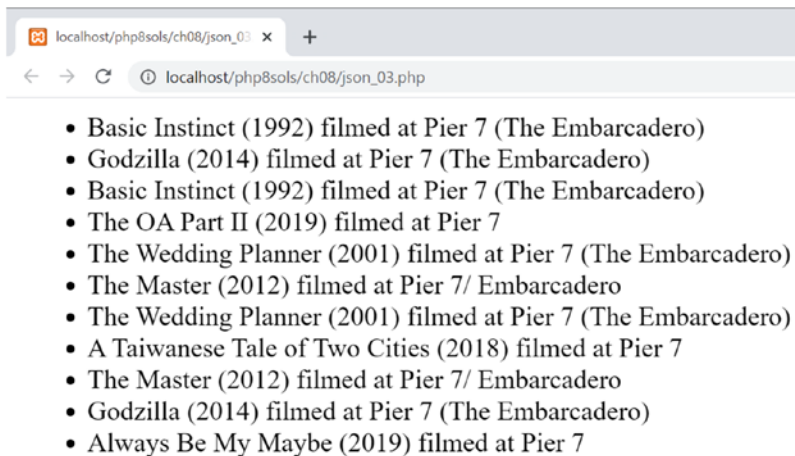 localhost/php8sols/ch08/json_03
localhost/php8sols/ch08/json_03.php
• Basic Instinct (1992) filmed at Pier 7 (The Embarcadero)
• Godzilla (2014) filmed at Pier 7 (The Embarcadero)
• Basic Instinct (1992) filmed at Pier 7 (The Embarcadero)
• The OA Part II (2019) filmed at Pier 7
• The Wedding Planner (2001) filmed at Pier 7 (The Embarcadero)
• The Master (2012) filmed at Pier 7/ Embarcadero
• The Wedding Planner (2001) filmed at Pier 7 (The Embarcadero)
• A Taiwanese Tale of Two Cities (2018) filmed at Pier 7
• The Master (2012) filmed at Pier 7/ Embarcadero
• Godzilla (2014) filmed at Pier 7 (The Embarcadero)
• Always Be My Maybe (2019) filmed at Pier 7